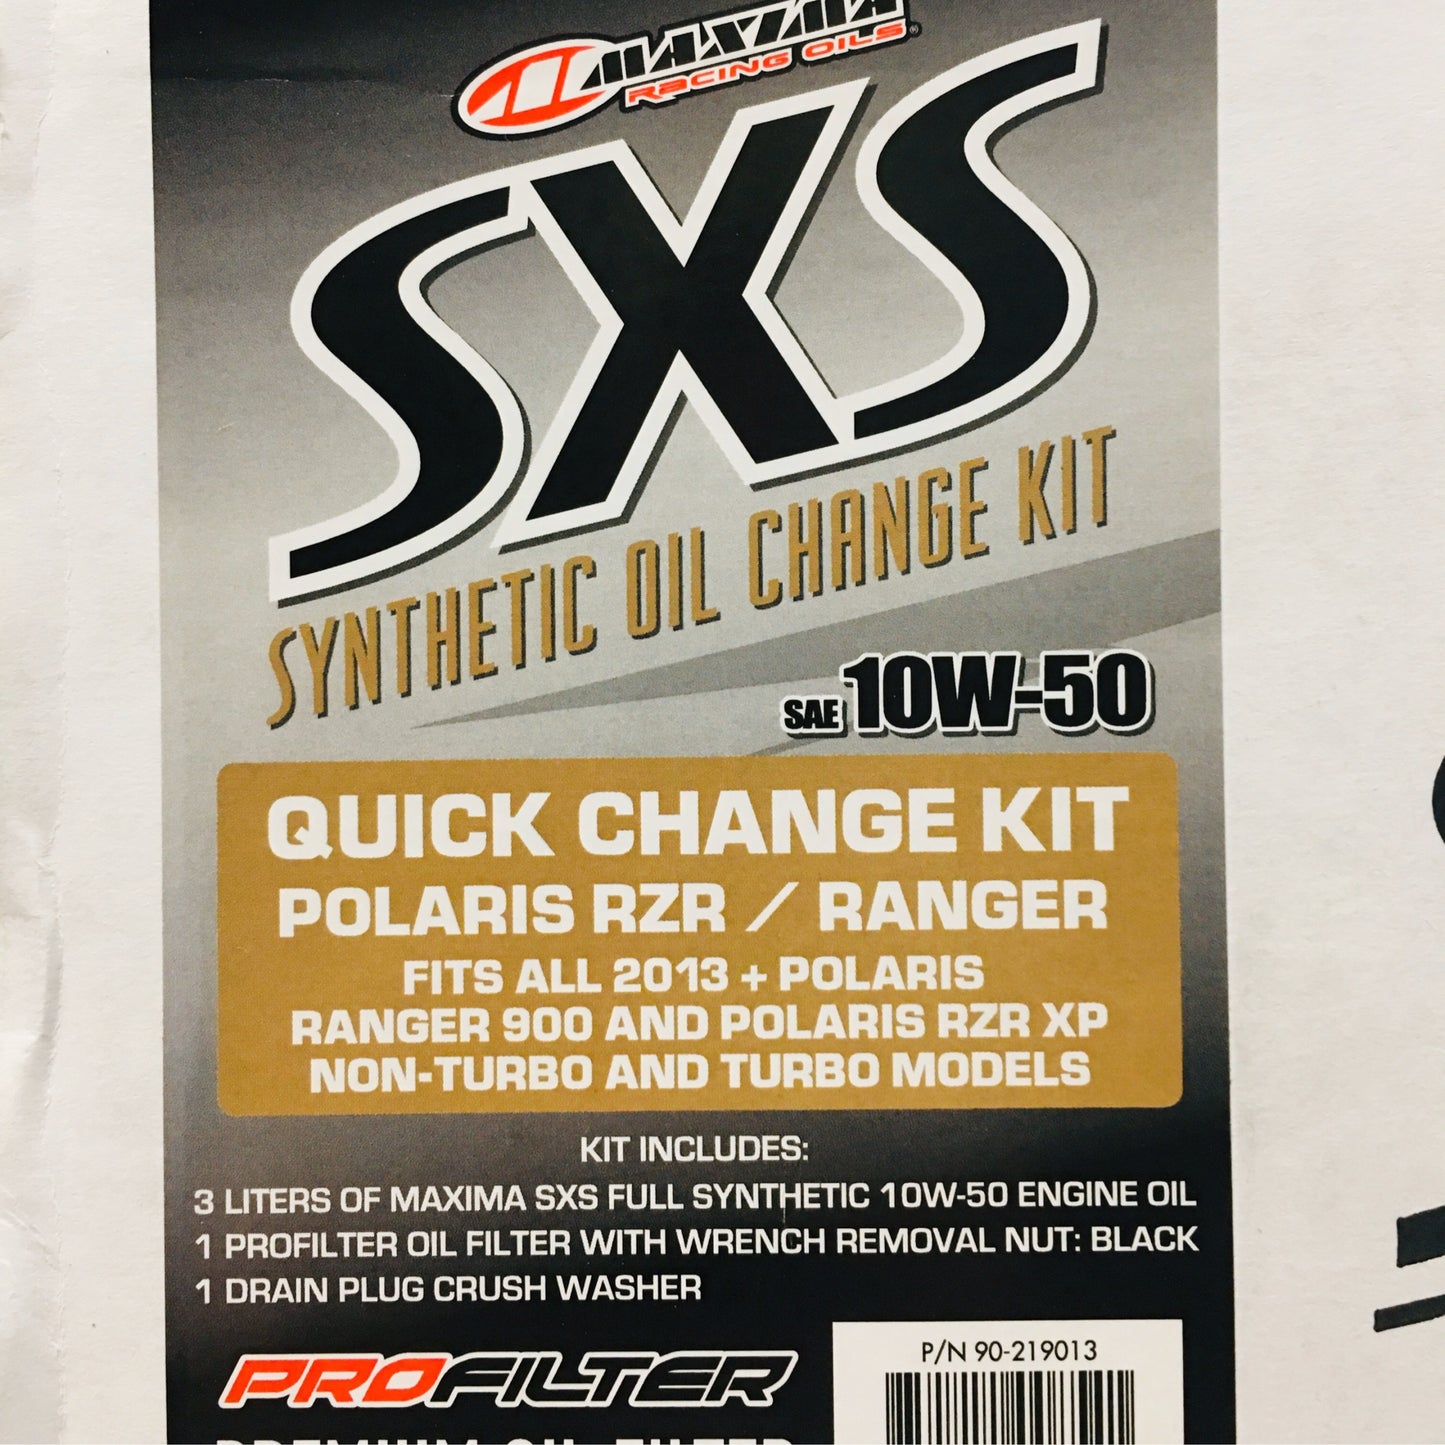 MAXIMA
RACING OILS®
SXS
SYNTHETIC OIL CHANGE KIT
SAE 10W-50
QUICK CHANGE KIT
POLARIS RZR / RANGER
FITS ALL 2013 + POLARIS
RANGER 900 AND POLARIS RZR XP
NON-TURBO AND TURBO MODELS
KIT INCLUDES:
3 LITERS OF MAXIMA SXS FULL SYNTHETIC 10W-50 ENGINE OIL
1 PROFILTER OIL FILTER WITH WRENCH REMOVAL NUT: BLACK
1 DRAIN PLUG CRUSH WASHER
PROFILTER
P/N 90-219013
PREMIUM OIL FILTER